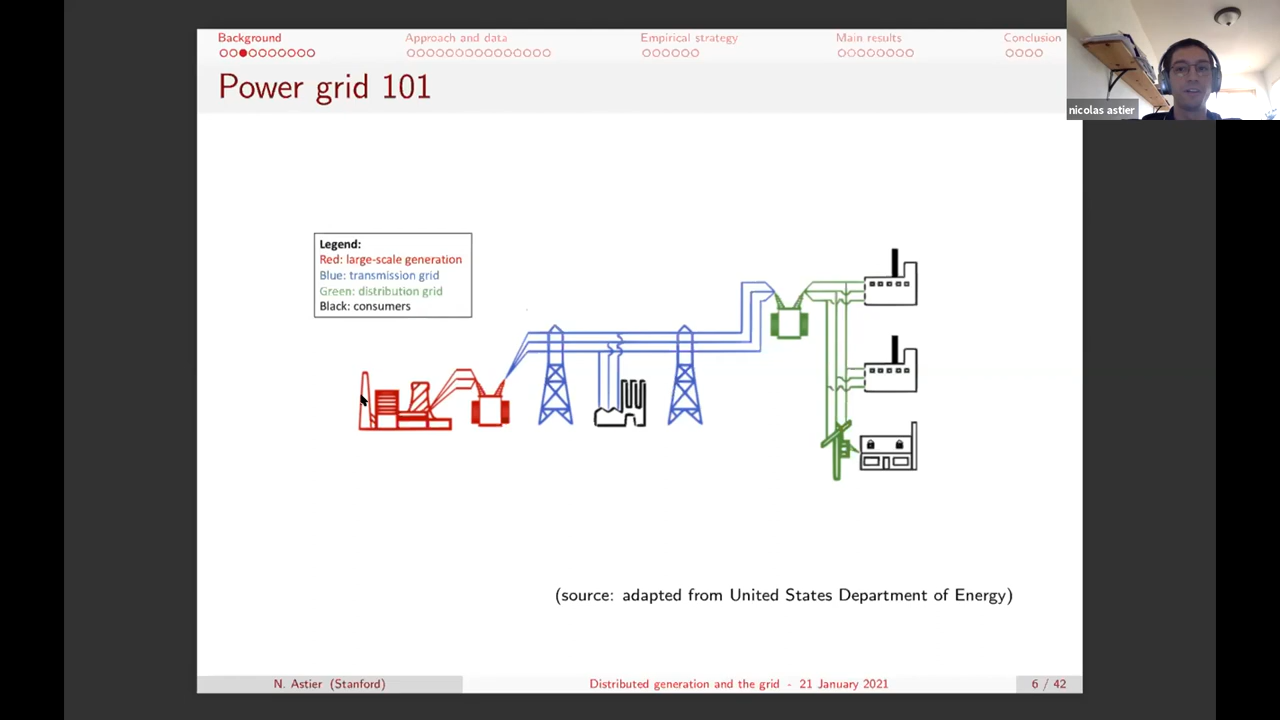 Background
Approach and data
Empirical strategy
Main results
Conclusion
Power grid 101
nicolas astier
Legend:
Red: large-scale generation
Blue: transmission grid
Green: distribution grid
Black: consumers
(source: adapted from United States Department of Energy)
N. Astier (Stanford)
Distributed generation and the grid - 21 January 2021
6 / 42